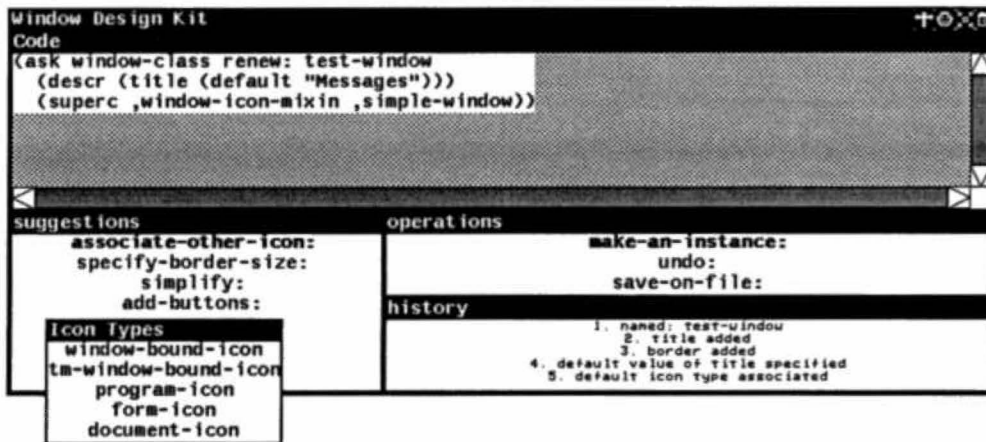 Window Design Kit
Code
(ask window-class renew: test-window
(descr (title (default "Messages")))
(superc ,window-icon-mixin ,simple-window))
suggestions
associate-other-icon:
specify-border-size:
simplify:
add-buttons:
Icon Types
window-bound-icon
tm-window-bound-icon
program-icon
form-icon
document-icon
operations
make-an-instance:
undo:
save-on-file:
history
1. named: test-window
2. title added
3. border added
4. default value of title specified
5. default icon type associated